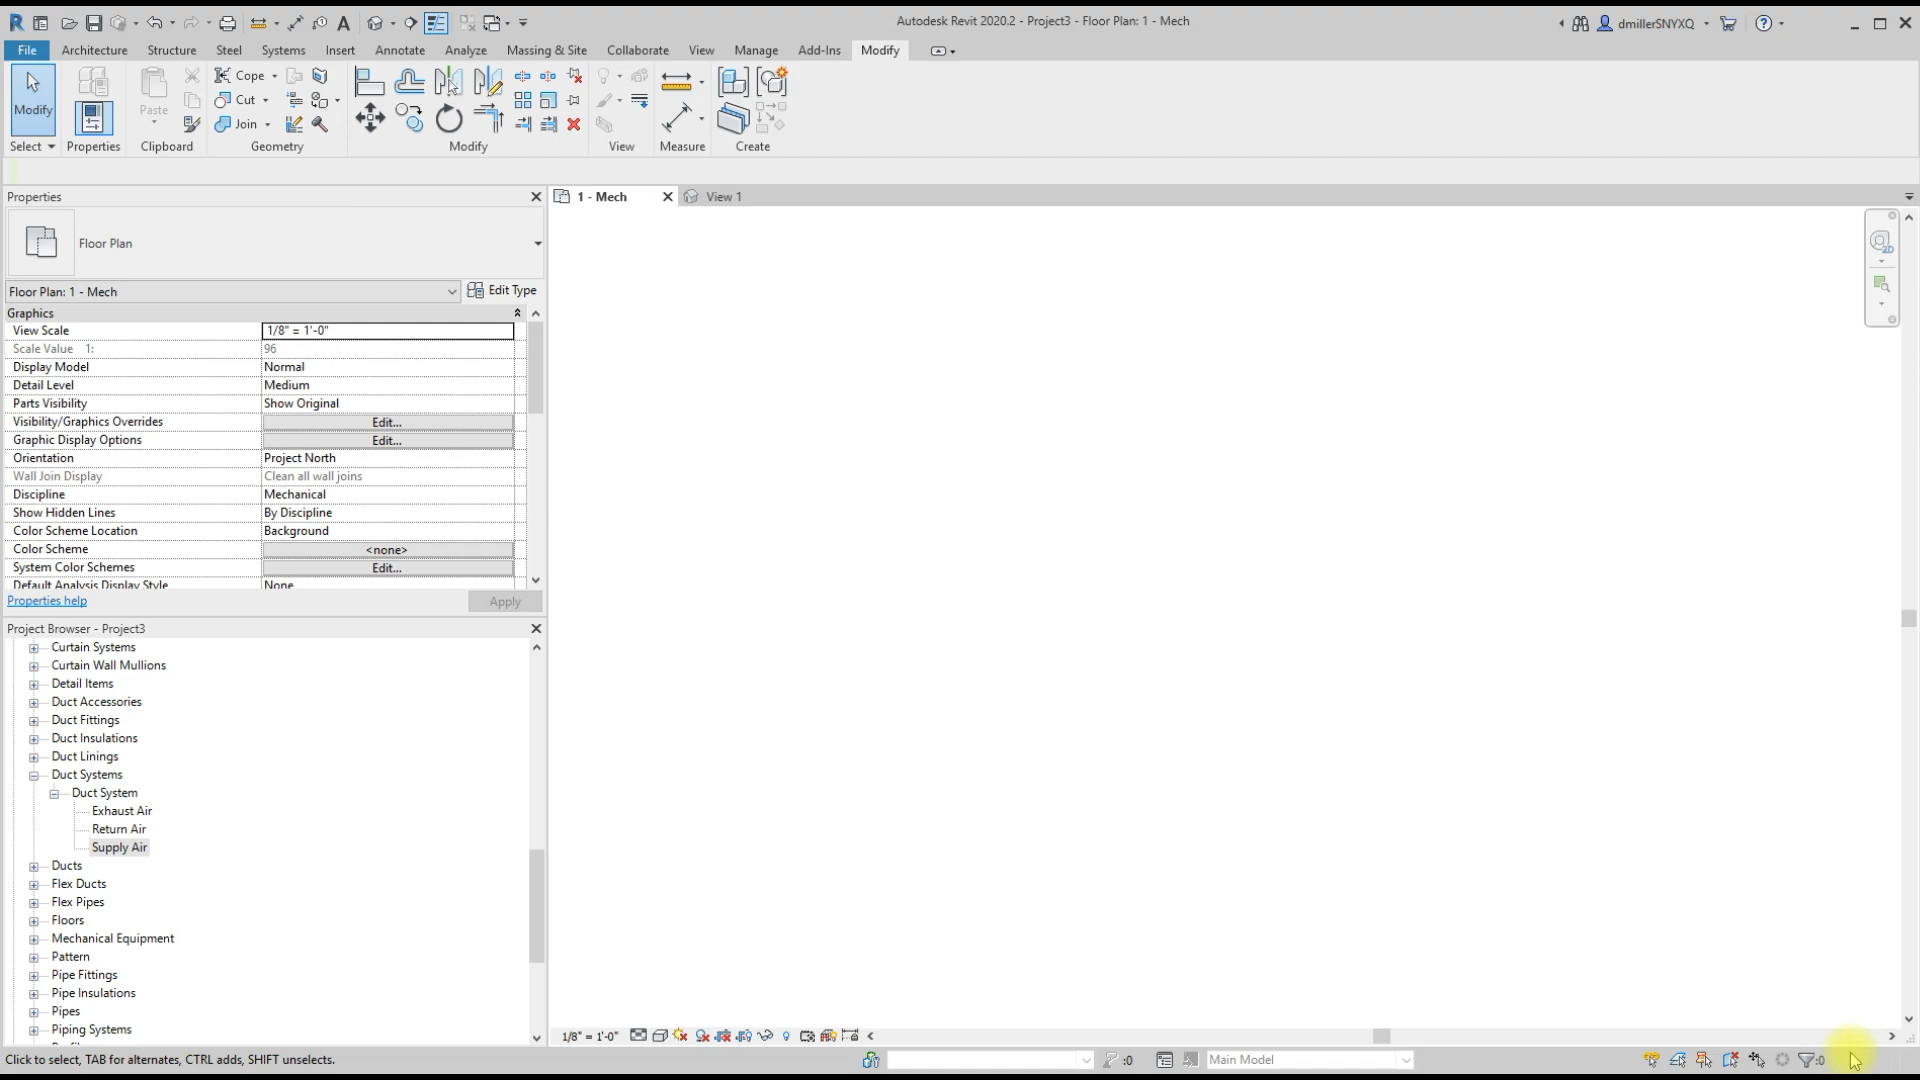 Autodesk Revit 2020.2 - Project3 - Floor Plan: 1 - Mech
dmillerSNYXQ
File Architecture Structure Steel Systems Insert Annotate Analyze Massing & Site Collaborate View Manage Add-Ins Modify
Modify
Paste
Cope
Cut
Join
Select Properties Clipboard Geometry Modify View Measure Create
Properties
1 - Mech
View 1
Floor Plan
2D
Floor Plan: 1 - Mech
Edit Type
Graphics
View Scale 1/8" = 1'-0"
Scale Value 1: 96
Display Model Normal
Detail Level Medium
Parts Visibility Show Original
Visibility/Graphics Overrides Edit...
Graphic Display Options Edit...
Orientation Project North
Wall Join Display Clean all wall joins
Discipline Mechanical
Show Hidden Lines By Discipline
Color Scheme Location Background
Color Scheme <none>
System Color Schemes Edit...
Default Analysis Display Style None
Properties help
Apply
Project Browser - Project3
Curtain Systems
Curtain Wall Mullions
Detail Items
Duct Accessories
Duct Fittings
Duct Insulations
Duct Linings
Duct Systems
Duct System
Exhaust Air
Return Air
Supply Air
Ducts
Flex Ducts
Flex Pipes
Floors
Mechanical Equipment
Pattern
Pipe Fittings
Pipe Insulations
Pipes
Piping Systems
1/8" = 1'-0"
Click to select, TAB for alternates, CTRL adds, SHIFT unselects.
:0
Main Model
:0